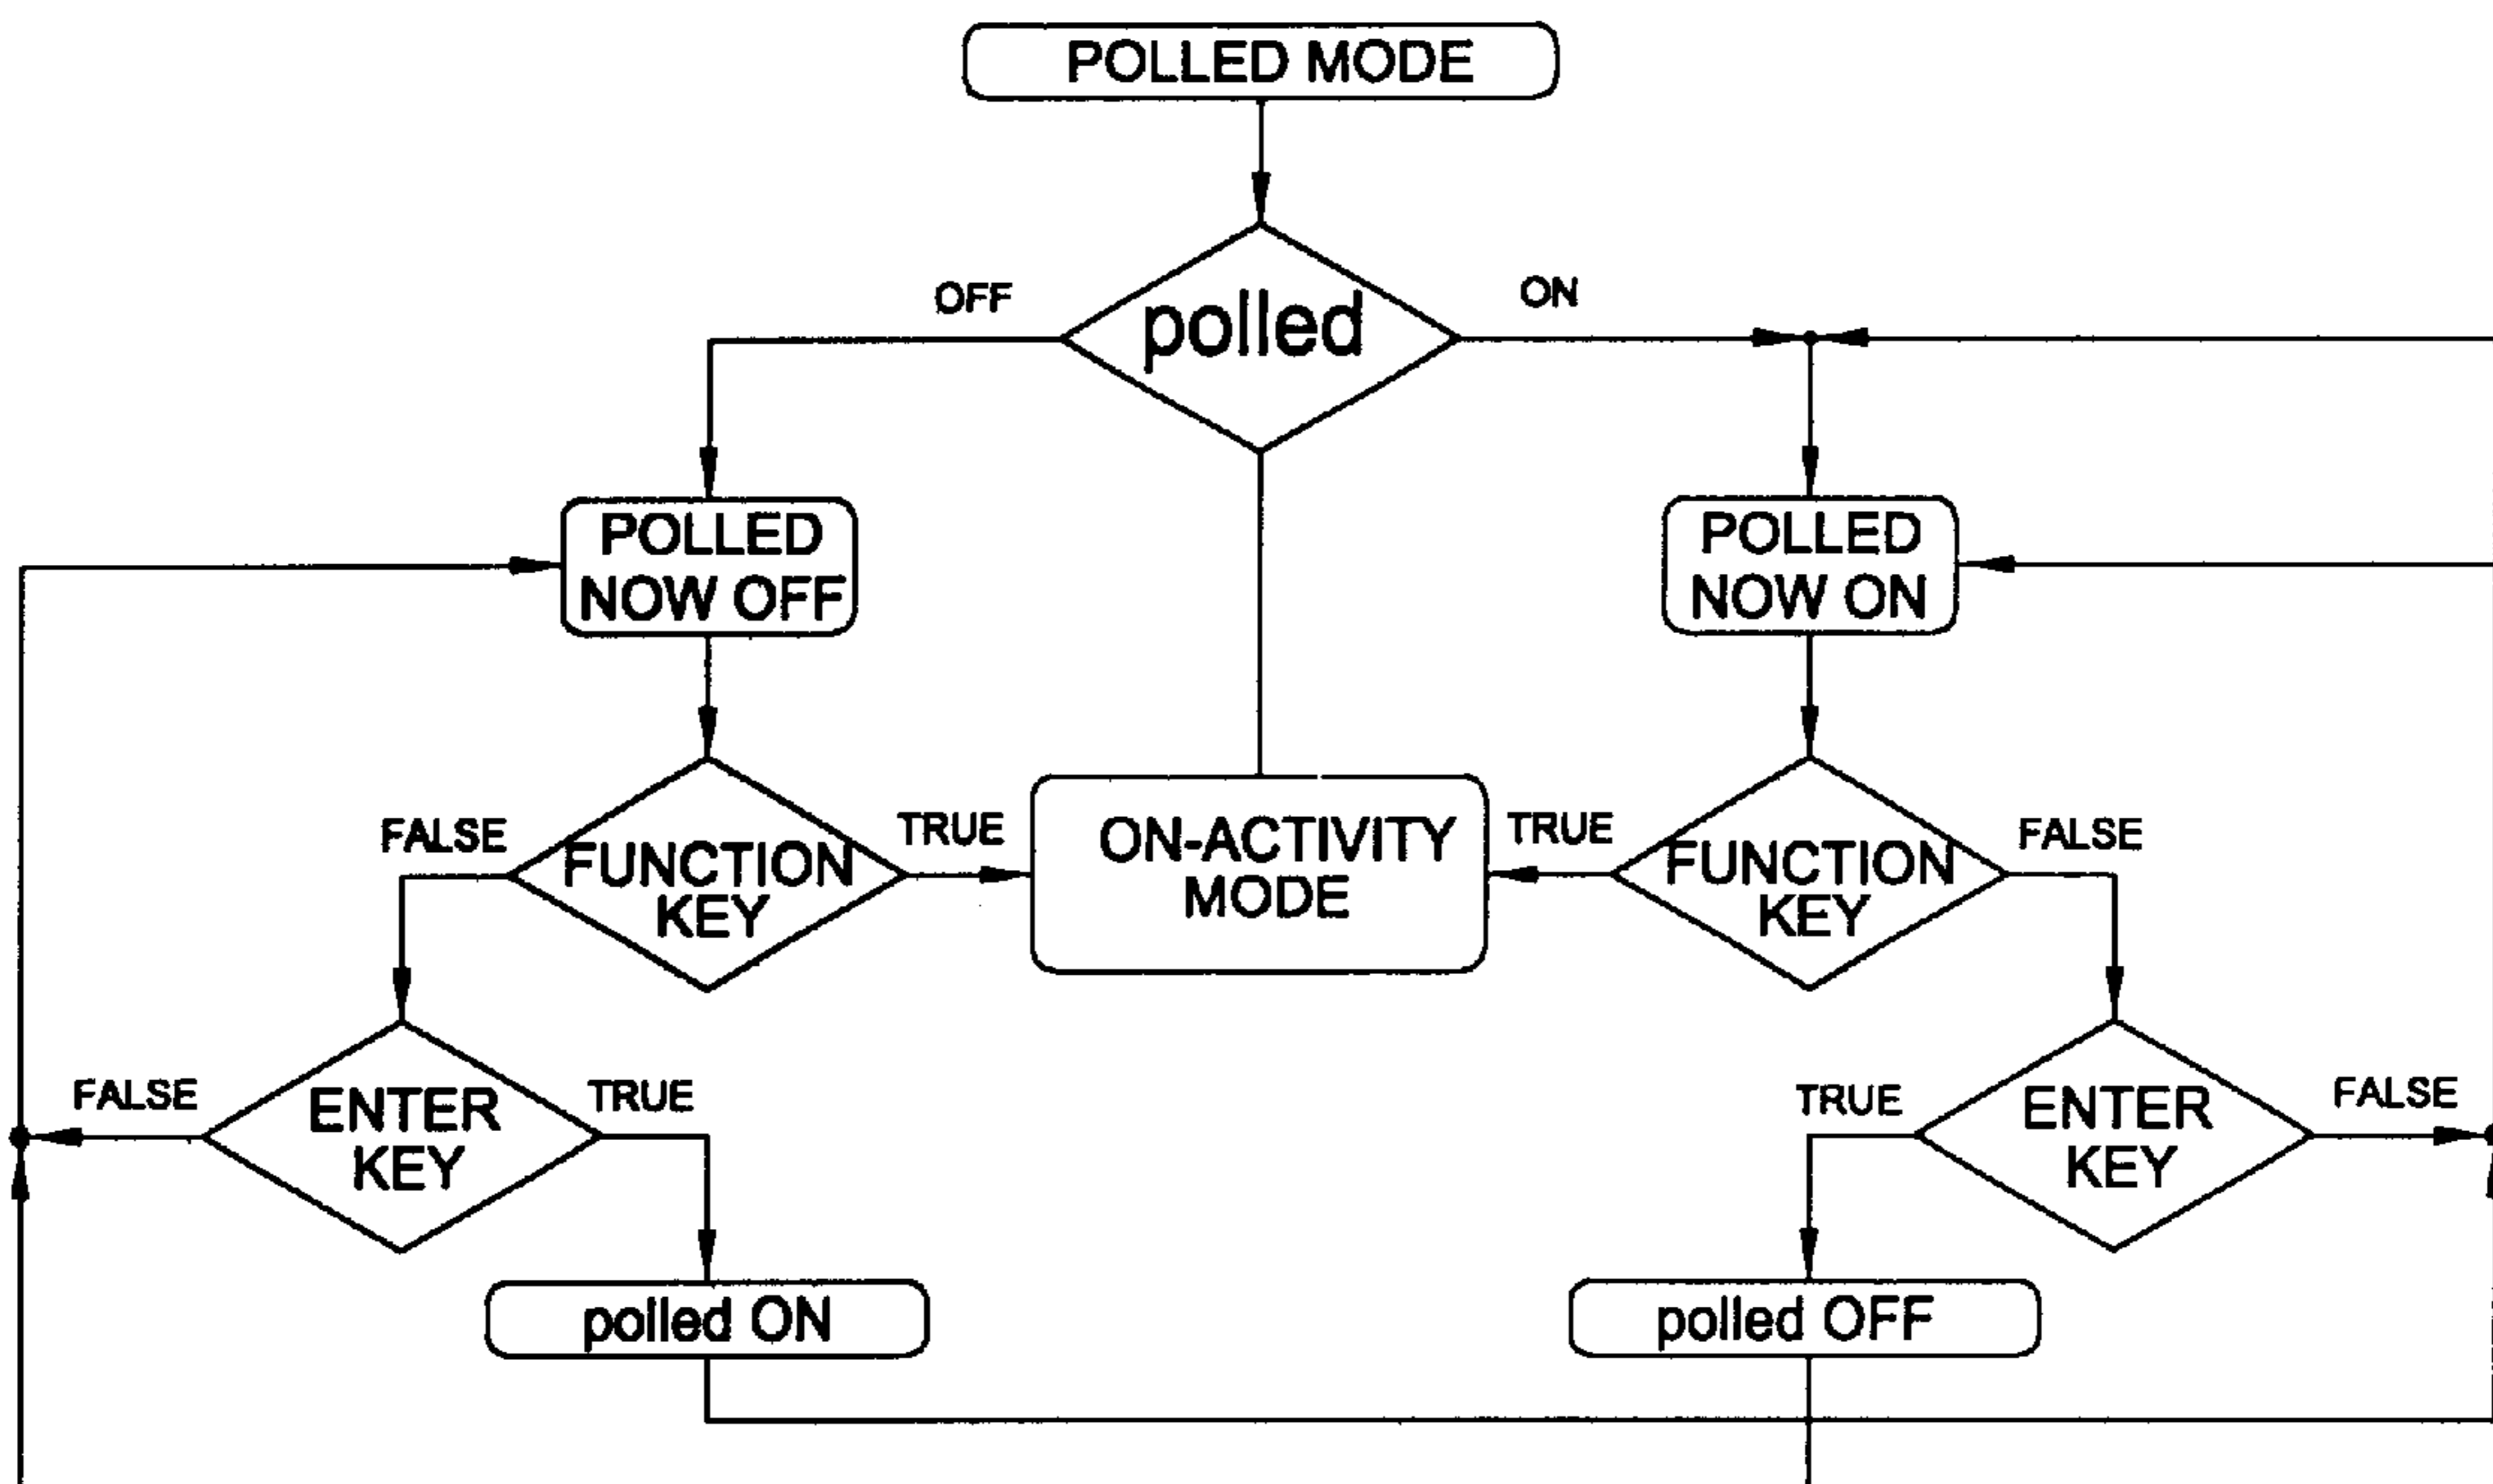 POLLED MODE
OFF
polled
ON
POLLED
NOW OFF
POLLED
NOW ON
FALSE
FUNCTION
KEY
TRUE
ON-ACTIVITY
MODE
TRUE
FUNCTION
KEY
FALSE
FALSE
ENTER
KEY
TRUE
TRUE
ENTER
KEY
FALSE
polled ON
polled OFF